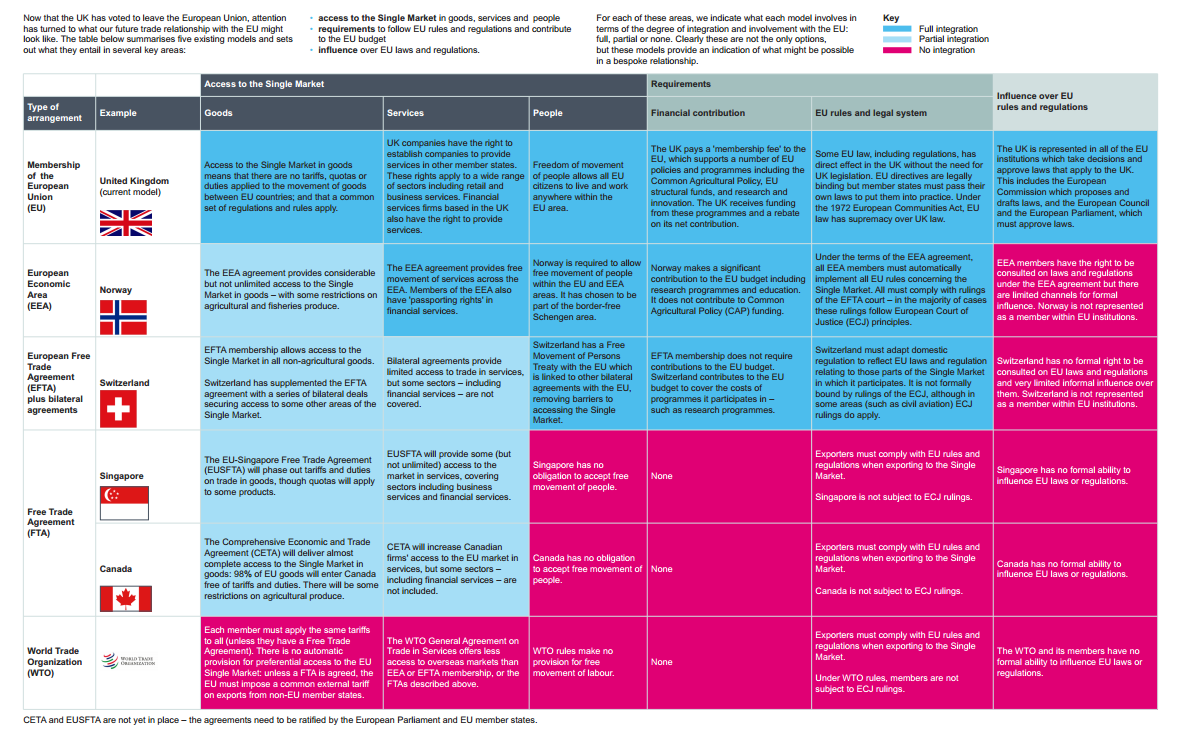 Now that the UK has voted to leave the European Union, attention
has turned to what our future trade relationship with the EU might
look like. The table below summarises five existing models and sets
out what they entail in several key areas:
• access to the Single Market in goods, services and people
• requirements to follow EU rules and regulations and contribute
to the EU budget
• influence over EU laws and regulations.
For each of these areas, we indicate what each model involves in
terms of the degree of integration and involvement with the EU:
full, partial or none. Clearly these are not the only options,
but these models provide an indication of what might be possible
in a bespoke relationship.
Key
Full integration
Partial integration
No integration
Access to the Single Market
Requirements
Influence over EU
rules and regulations
Type of
arrangement
Example
Goods
Services
People
Financial contribution
EU rules and legal system
Membership
of the
European
Union
(EU)
United Kingdom
(current model)
Access to the Single Market in goods
means that there are no tariffs, quotas or
duties applied to the movement of goods
between EU countries; and that a common
set of regulations and rules apply.
UK companies have the right to
establish companies to provide
services in other member states.
These rights apply to a wide range
of sectors including retail and
business services. Financial
services firms based in the UK
also have the right to provide
services.
Freedom of movement
of people allows all EU
citizens to live and work
anywhere within the
EU area.
The UK pays a 'membership fee' to the
EU, which supports a number of EU
policies and programmes including the
Common Agricultural Policy, EU
structural funds, and research and
innovation. The UK receives funding
from these programmes and a rebate
on its net contribution.
Some EU law, including regulations, has
direct effect in the UK without the need for
UK legislation. EU directives are legally
binding but member states must pass their
own laws to put them into practice. Under
the 1972 European Communities Act, EU
law has supremacy over UK law.
The UK is represented in all of the EU
institutions which take decisions and
approve laws that apply to the UK.
This includes the European
Commission which proposes and
drafts laws, and the European Council
and the European Parliament, which
must approve laws.
European
Economic
Area
(EEA)
Norway
The EEA agreement provides considerable
but not unlimited access to the Single
Market in goods – with some restrictions on
agricultural and fisheries produce.
The EEA agreement provides free
movement of services across the
EEA. Members of the EEA also
have 'passporting rights' in
financial services.
Norway is required to allow
free movement of people
within the EU and EEA
areas. It has chosen to be
part of the border-free
Schengen area.
Norway makes a significant
contribution to the EU budget including
research programmes and education.
It does not contribute to Common
Agricultural Policy (CAP) funding.
Under the terms of the EEA agreement,
all EEA members must automatically
implement all EU rules concerning the
Single Market. All must comply with rulings
of the EFTA court – in the majority of cases
these rulings follow European Court of
Justice (ECJ) principles.
EEA members have the right to be
consulted on laws and regulations
under the EEA agreement but there
are limited channels for formal
influence. Norway is not represented
as a member within EU institutions.
European Free
Trade
Agreement
(EFTA)
plus bilateral
agreements
Switzerland
EFTA membership allows access to the
Single Market in all non-agricultural goods.
Switzerland has supplemented the EFTA
agreement with a series of bilateral deals
securing access to some other areas of the
Single Market.
Bilateral agreements provide
limited access to trade in services,
but some sectors – including
financial services – are not
covered.
Switzerland has a Free
Movement of Persons
Treaty with the EU which
is linked to other bilateral
agreements with the EU,
removing barriers to
accessing the Single
Market.
EFTA membership does not require
contributions to the EU budget.
Switzerland contributes to the EU
budget to cover the costs of
programmes it participates in –
such as research programmes.
Switzerland must adapt domestic
regulation to reflect EU laws and regulation
relating to those parts of the Single Market
in which it participates. It is not formally
bound by rulings of the ECJ, although in
some areas (such as civil aviation) ECJ
rulings do apply.
Switzerland has no formal right to be
consulted on EU laws and regulations
and very limited informal influence over
them. Switzerland is not represented
as a member within EU institutions.
Free Trade
Agreement
(FTA)
Singapore
The EU-Singapore Free Trade Agreement
(EUSFTA) will phase out tariffs and duties
on trade in goods, though quotas will apply
to some products.
EUSFTA will provide some (but
not unlimited) access to the
market in services, covering
sectors including business
services and financial services.
Singapore has no
obligation to accept free
movement of people.
None
Exporters must comply with EU rules and
regulations when exporting to the Single
Market.
Singapore is not subject to ECJ rulings.
Singapore has no formal ability to
influence EU laws or regulations.
Canada
The Comprehensive Economic and Trade
Agreement (CETA) will deliver almost
complete access to the Single Market in
goods: 98% of EU goods will enter Canada
free of tariffs and duties. There will be some
restrictions on agricultural produce.
CETA will increase Canadian
firms' access to the EU market in
services, but some sectors –
including financial services – are
not included.
Canada has no obligation
to accept free movement of
people.
None
Exporters must comply with EU rules and
regulations when exporting to the Single
Market.
Canada is not subject to ECJ rulings.
Canada has no formal ability to
influence EU laws or regulations.
World Trade
Organization
(WTO)
WORLD TRADE
ORGANIZATION
Each member must apply the same tariffs
to all (unless they have a Free Trade
Agreement). There is no automatic
provision for preferential access to the EU
Single Market: unless a FTA is agreed, the
EU must impose a common external tariff
on exports from non-EU member states.
The WTO General Agreement on
Trade in Services offers less
access to overseas markets than
EEA or EFTA membership, or the
FTAs described above.
WTO rules make no
provision for free
movement of labour.
None
Exporters must comply with EU rules and
regulations when exporting to the Single
Market.
Under WTO rules, members are not
subject to ECJ rulings.
The WTO and its members have no
formal ability to influence EU laws or
regulations.
CETA and EUSFTA are not yet in place – the agreements need to be ratified by the European Parliament and EU member states.